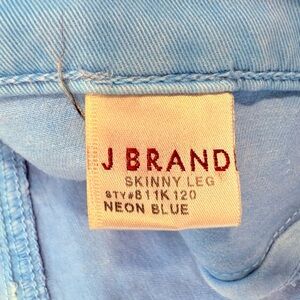 J BRAND
SKINNY LEG
STY#811K120
NEON BLUE